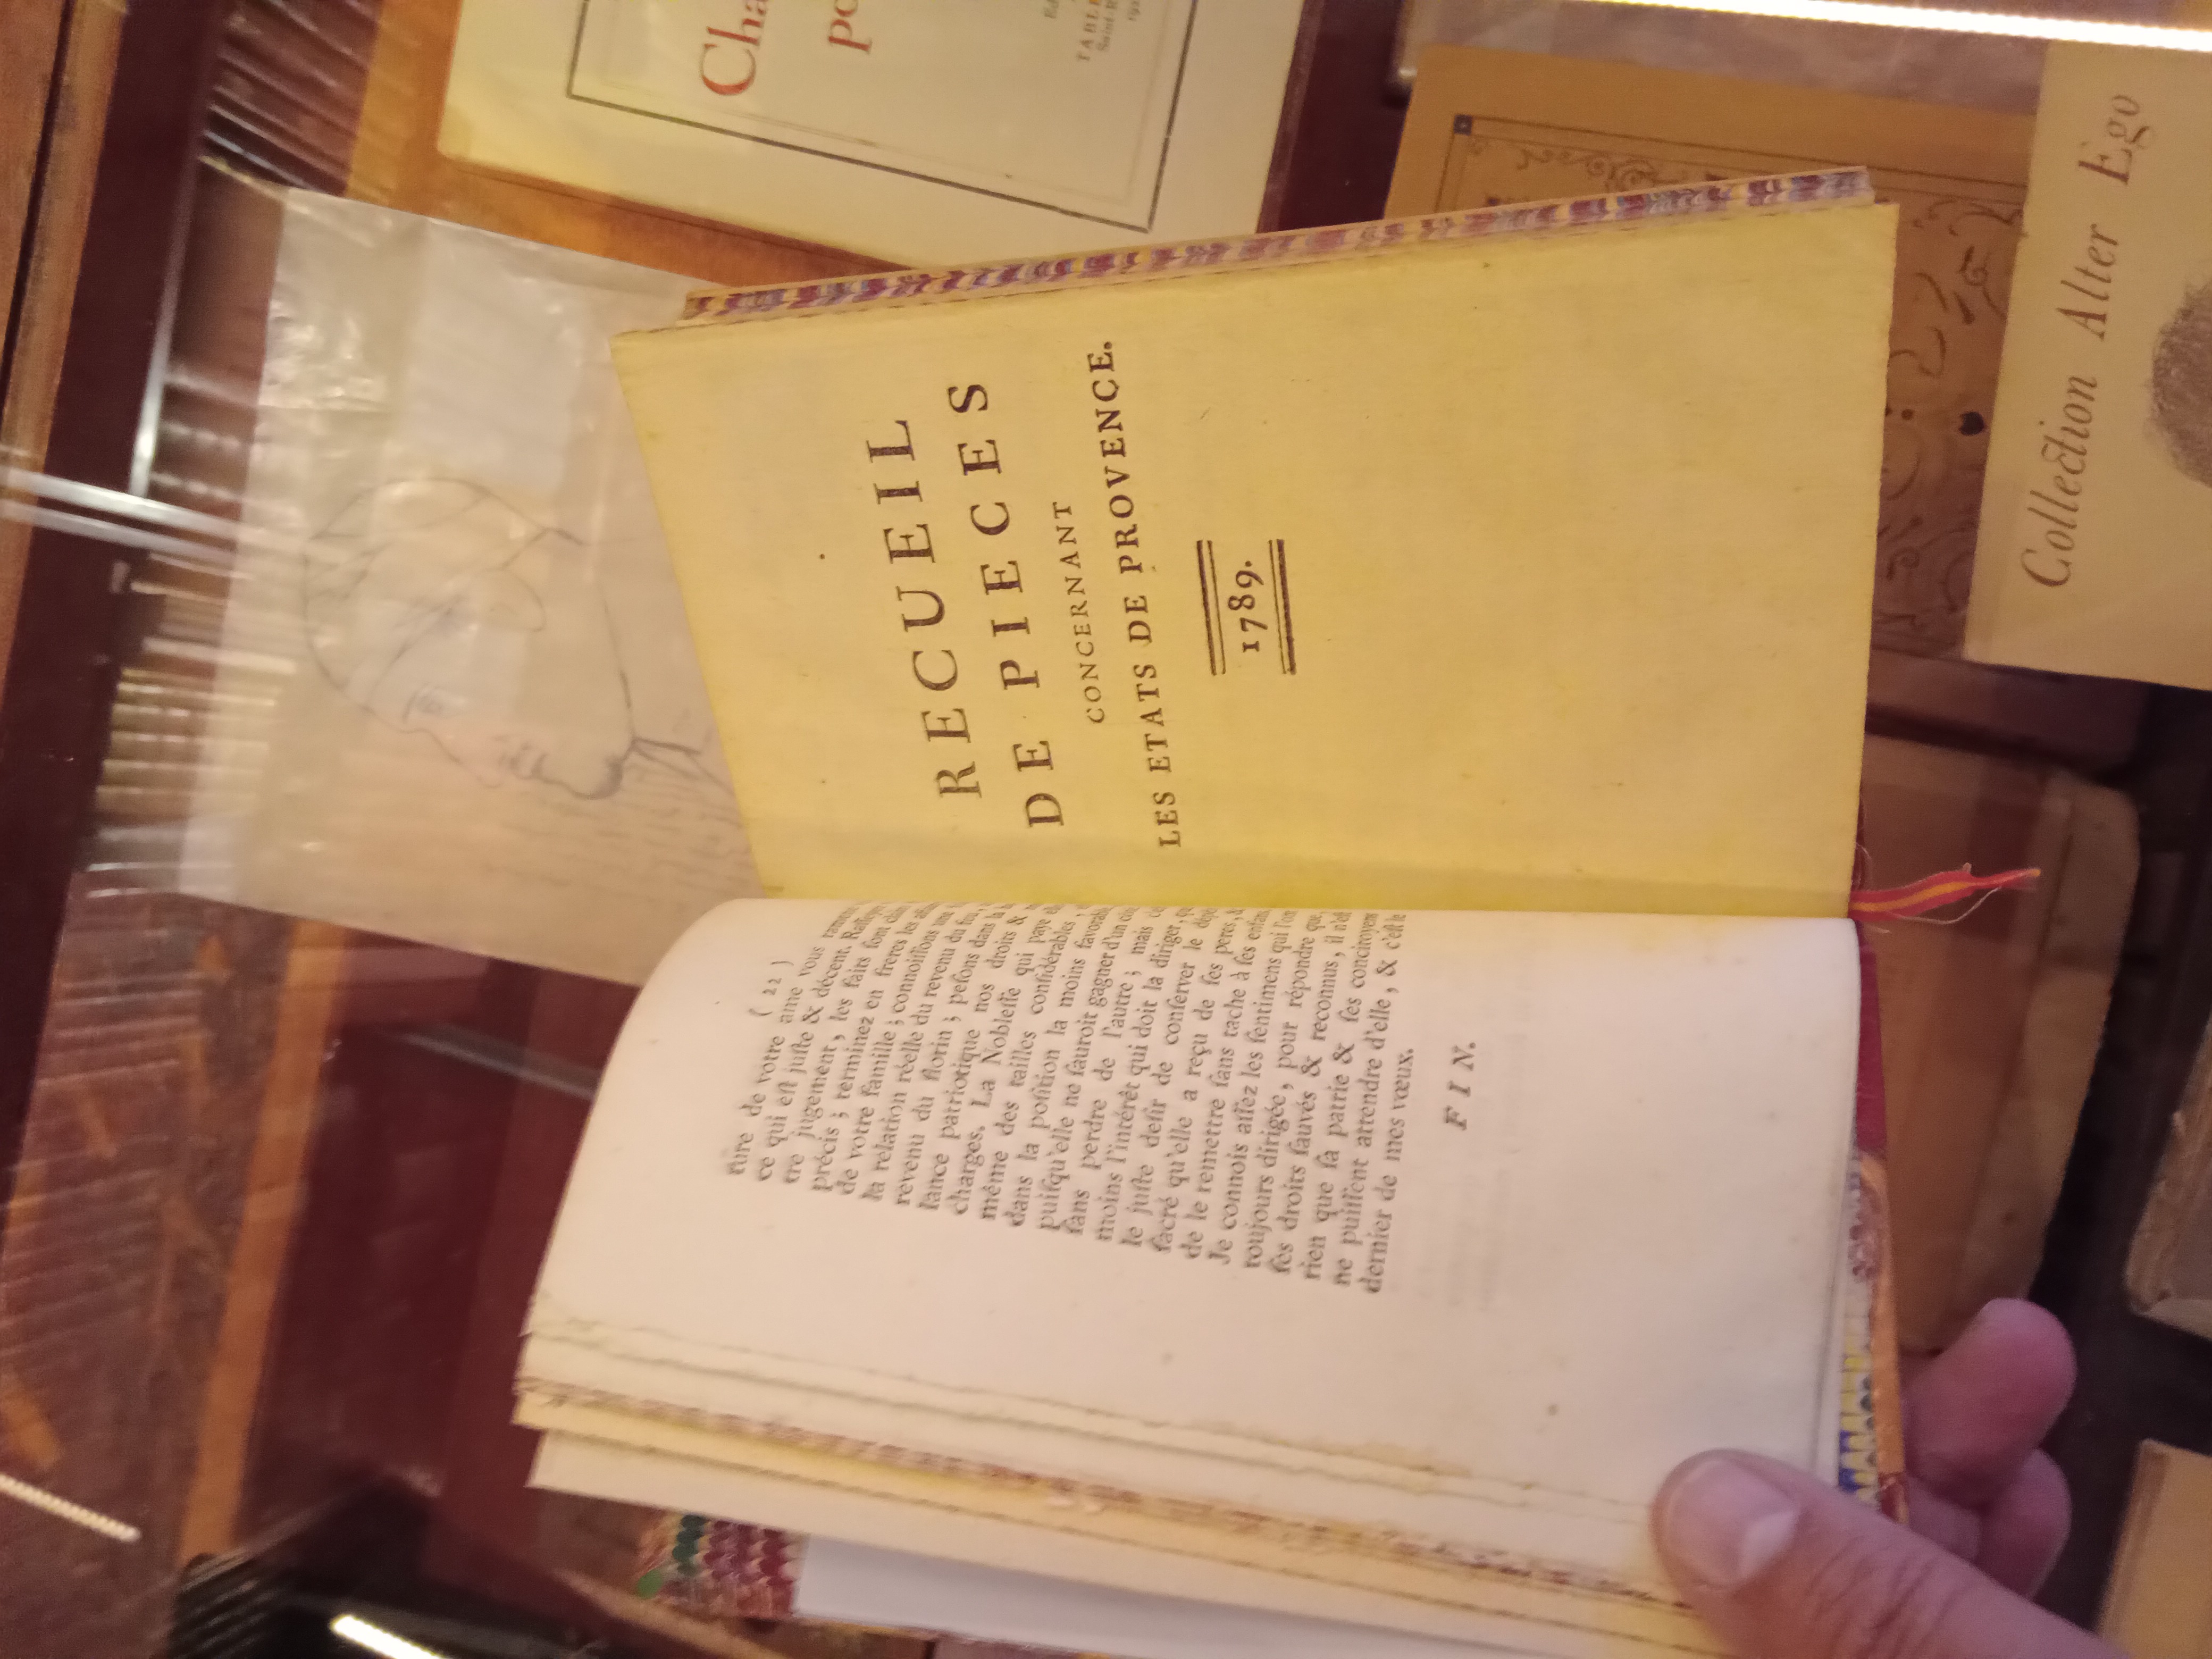 ( 22 )
ture de votre ame vous
ce qui eſt juſte & décent.
tre jugement, les faits ſont
précis ; terminez en freres les
de votre famille ; connoiſſons
la relation réelle du revenu du feu,
revenu du florin ; peſons dans la
lance patriotique nos droits &
charges. La Nobleſſe qui paye
même des tailles conſidérables
dans la poſition la moins
puiſqu'elle ne ſauroit gagner d'un
ſans perdre de l'autre ; mais
moins l'intérêt qui doit la diriger,
le juſte deſir de conſerver le
ſacré qu'elle a reçu de ſes peres,
de le remettre ſans tache à ſes
Je connois aſſez les ſentimens qui l'ont
toujours dirigée, pour répondre que,
ſes droits ſauvés & reconnus, il n'eſt
rien que ſa patrie & ſes concitoyens
ne puiſſent attendre d'elle, & c'eſt le
dernier de mes vœux.
FIN.
RECUEIL
DE PIECES
CONCERNANT
LES ETATS DE PROVENCE.
1789.
Collection Alter Ego